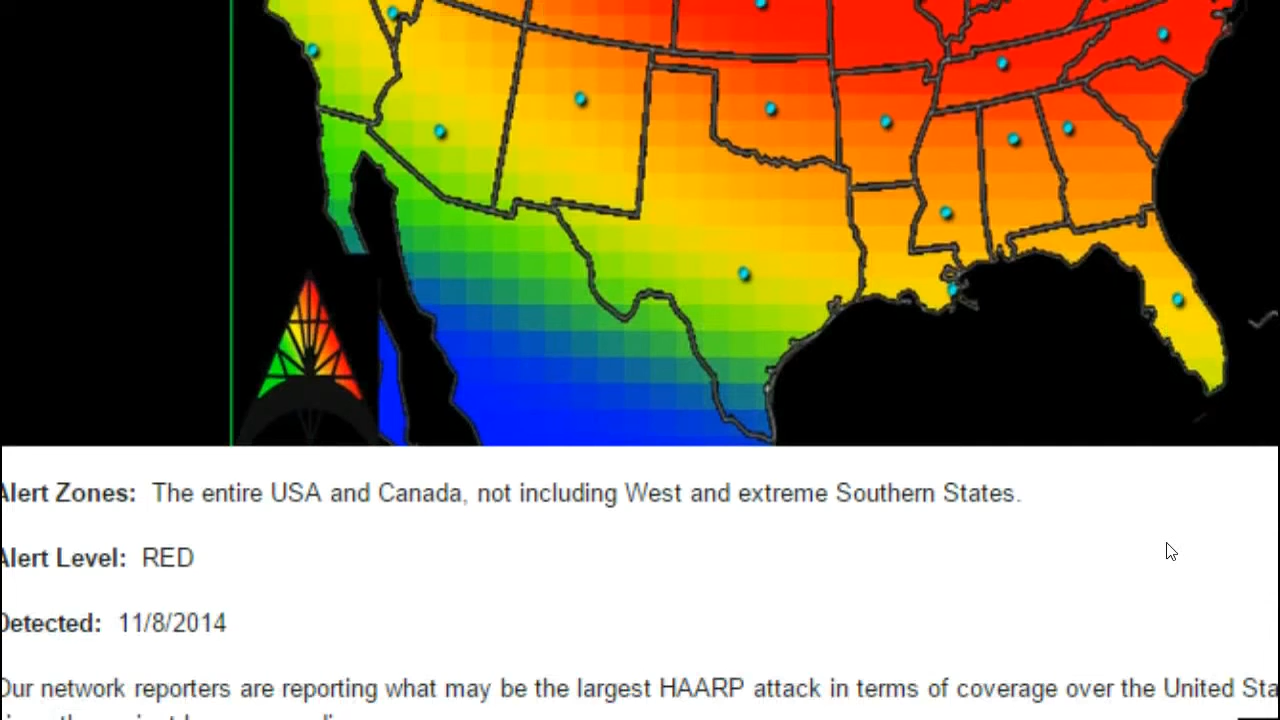 Alert Zones: The entire USA and Canada, not including West and extreme Southern States.
Alert Level: RED
Detected: 11/8/2014
Our network reporters are reporting what may be the largest HAARP attack in terms of coverage over the United Sta